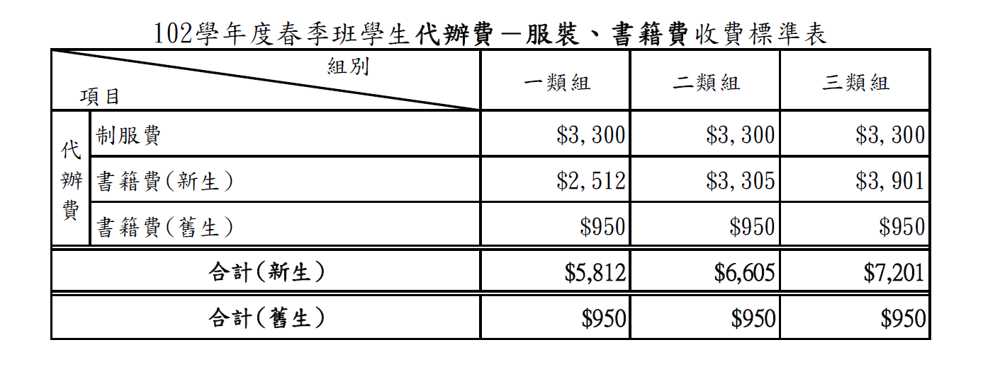 102學年度春季班學生代辦費－服裝、書籍費收費標準表
組別
項目
一類組 二類組 三類組
代辦費
制服費 $3,300 $3,300 $3,300
書籍費(新生) $2,512 $3,305 $3,901
書籍費(舊生) $950 $950 $950
合計(新生) $5,812 $6,605 $7,201
合計(舊生) $950 $950 $950